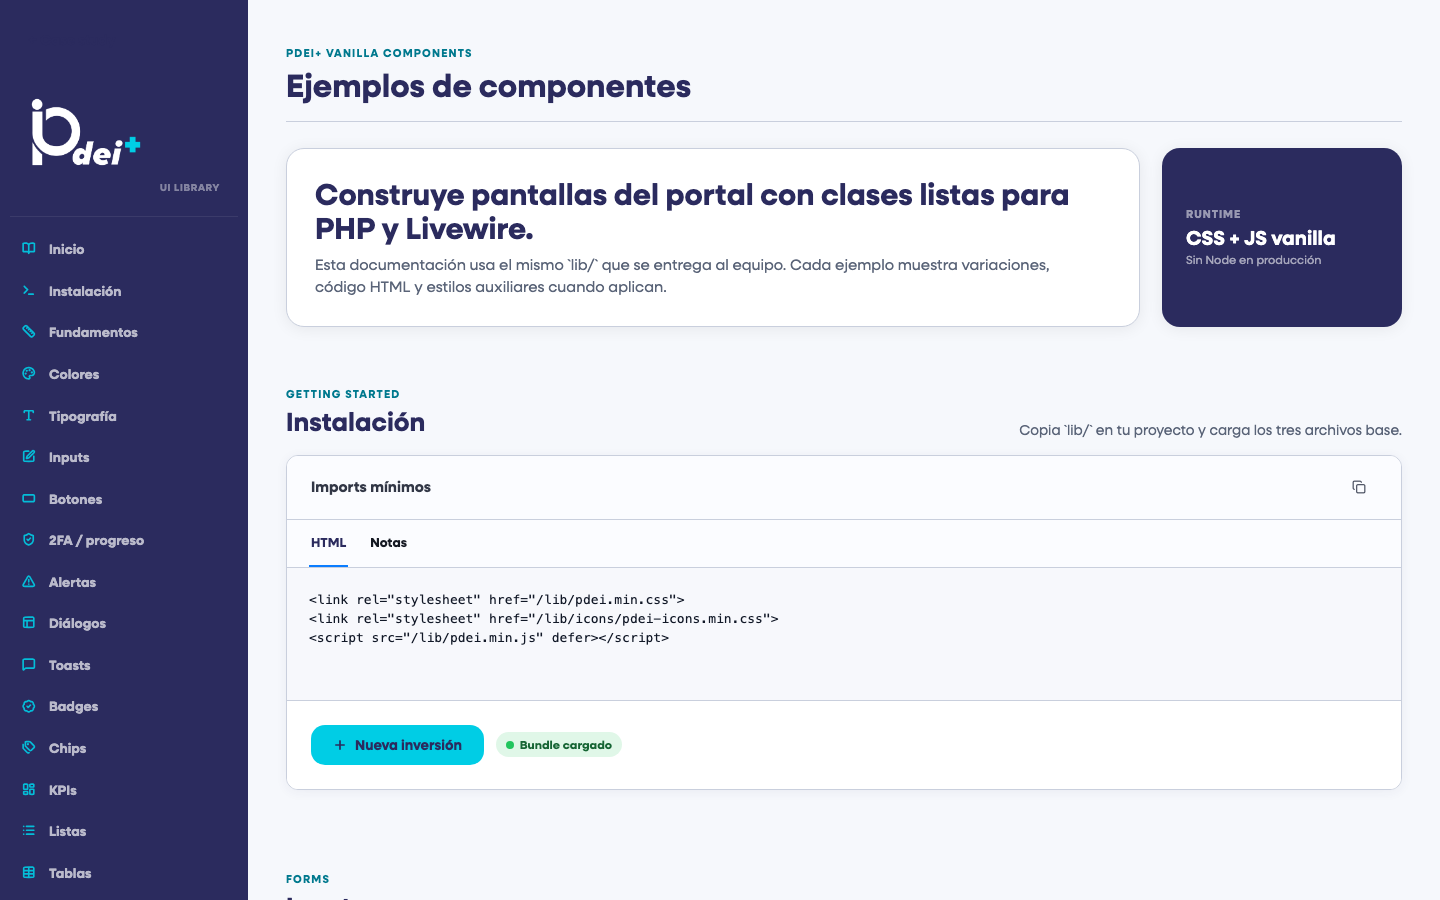 pdei+
UI LIBRARY
Inicio
Instalación
Fundamentos
Colores
Tipografía
Inputs
Botones
2FA / progreso
Alertas
Diálogos
Toasts
Badges
Chips
KPIs
Listas
Tablas
PDEI+ VANILLA COMPONENTS
Ejemplos de componentes
Construye pantallas del portal con clases listas para
PHP y Livewire.
Esta documentación usa el mismo `lib/` que se entrega al equipo. Cada ejemplo muestra variaciones,
código HTML y estilos auxiliares cuando aplican.
RUNTIME
CSS + JS vanilla
Sin Node en producción
GETTING STARTED
Instalación
Copia `lib/` en tu proyecto y carga los tres archivos base.
Imports mínimos
HTML Notas
<link rel="stylesheet" href="/lib/pdei.min.css">
<link rel="stylesheet" href="/lib/icons/pdei-icons.min.css">
<script src="/lib/pdei.min.js" defer></script>
+ Nueva inversión
Bundle cargado
FORMS